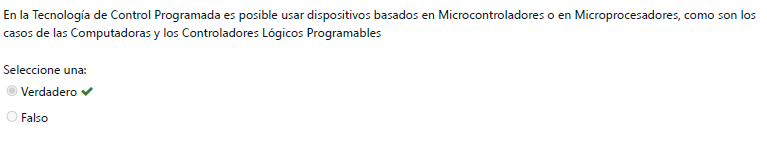 En la Tecnología de Control Programada es posible usar dispositivos basados en Microcontroladores o en Microprocesadores, como son los
casos de las Computadoras y los Controladores Lógicos Programables
Seleccione una:
Verdadero
Falso